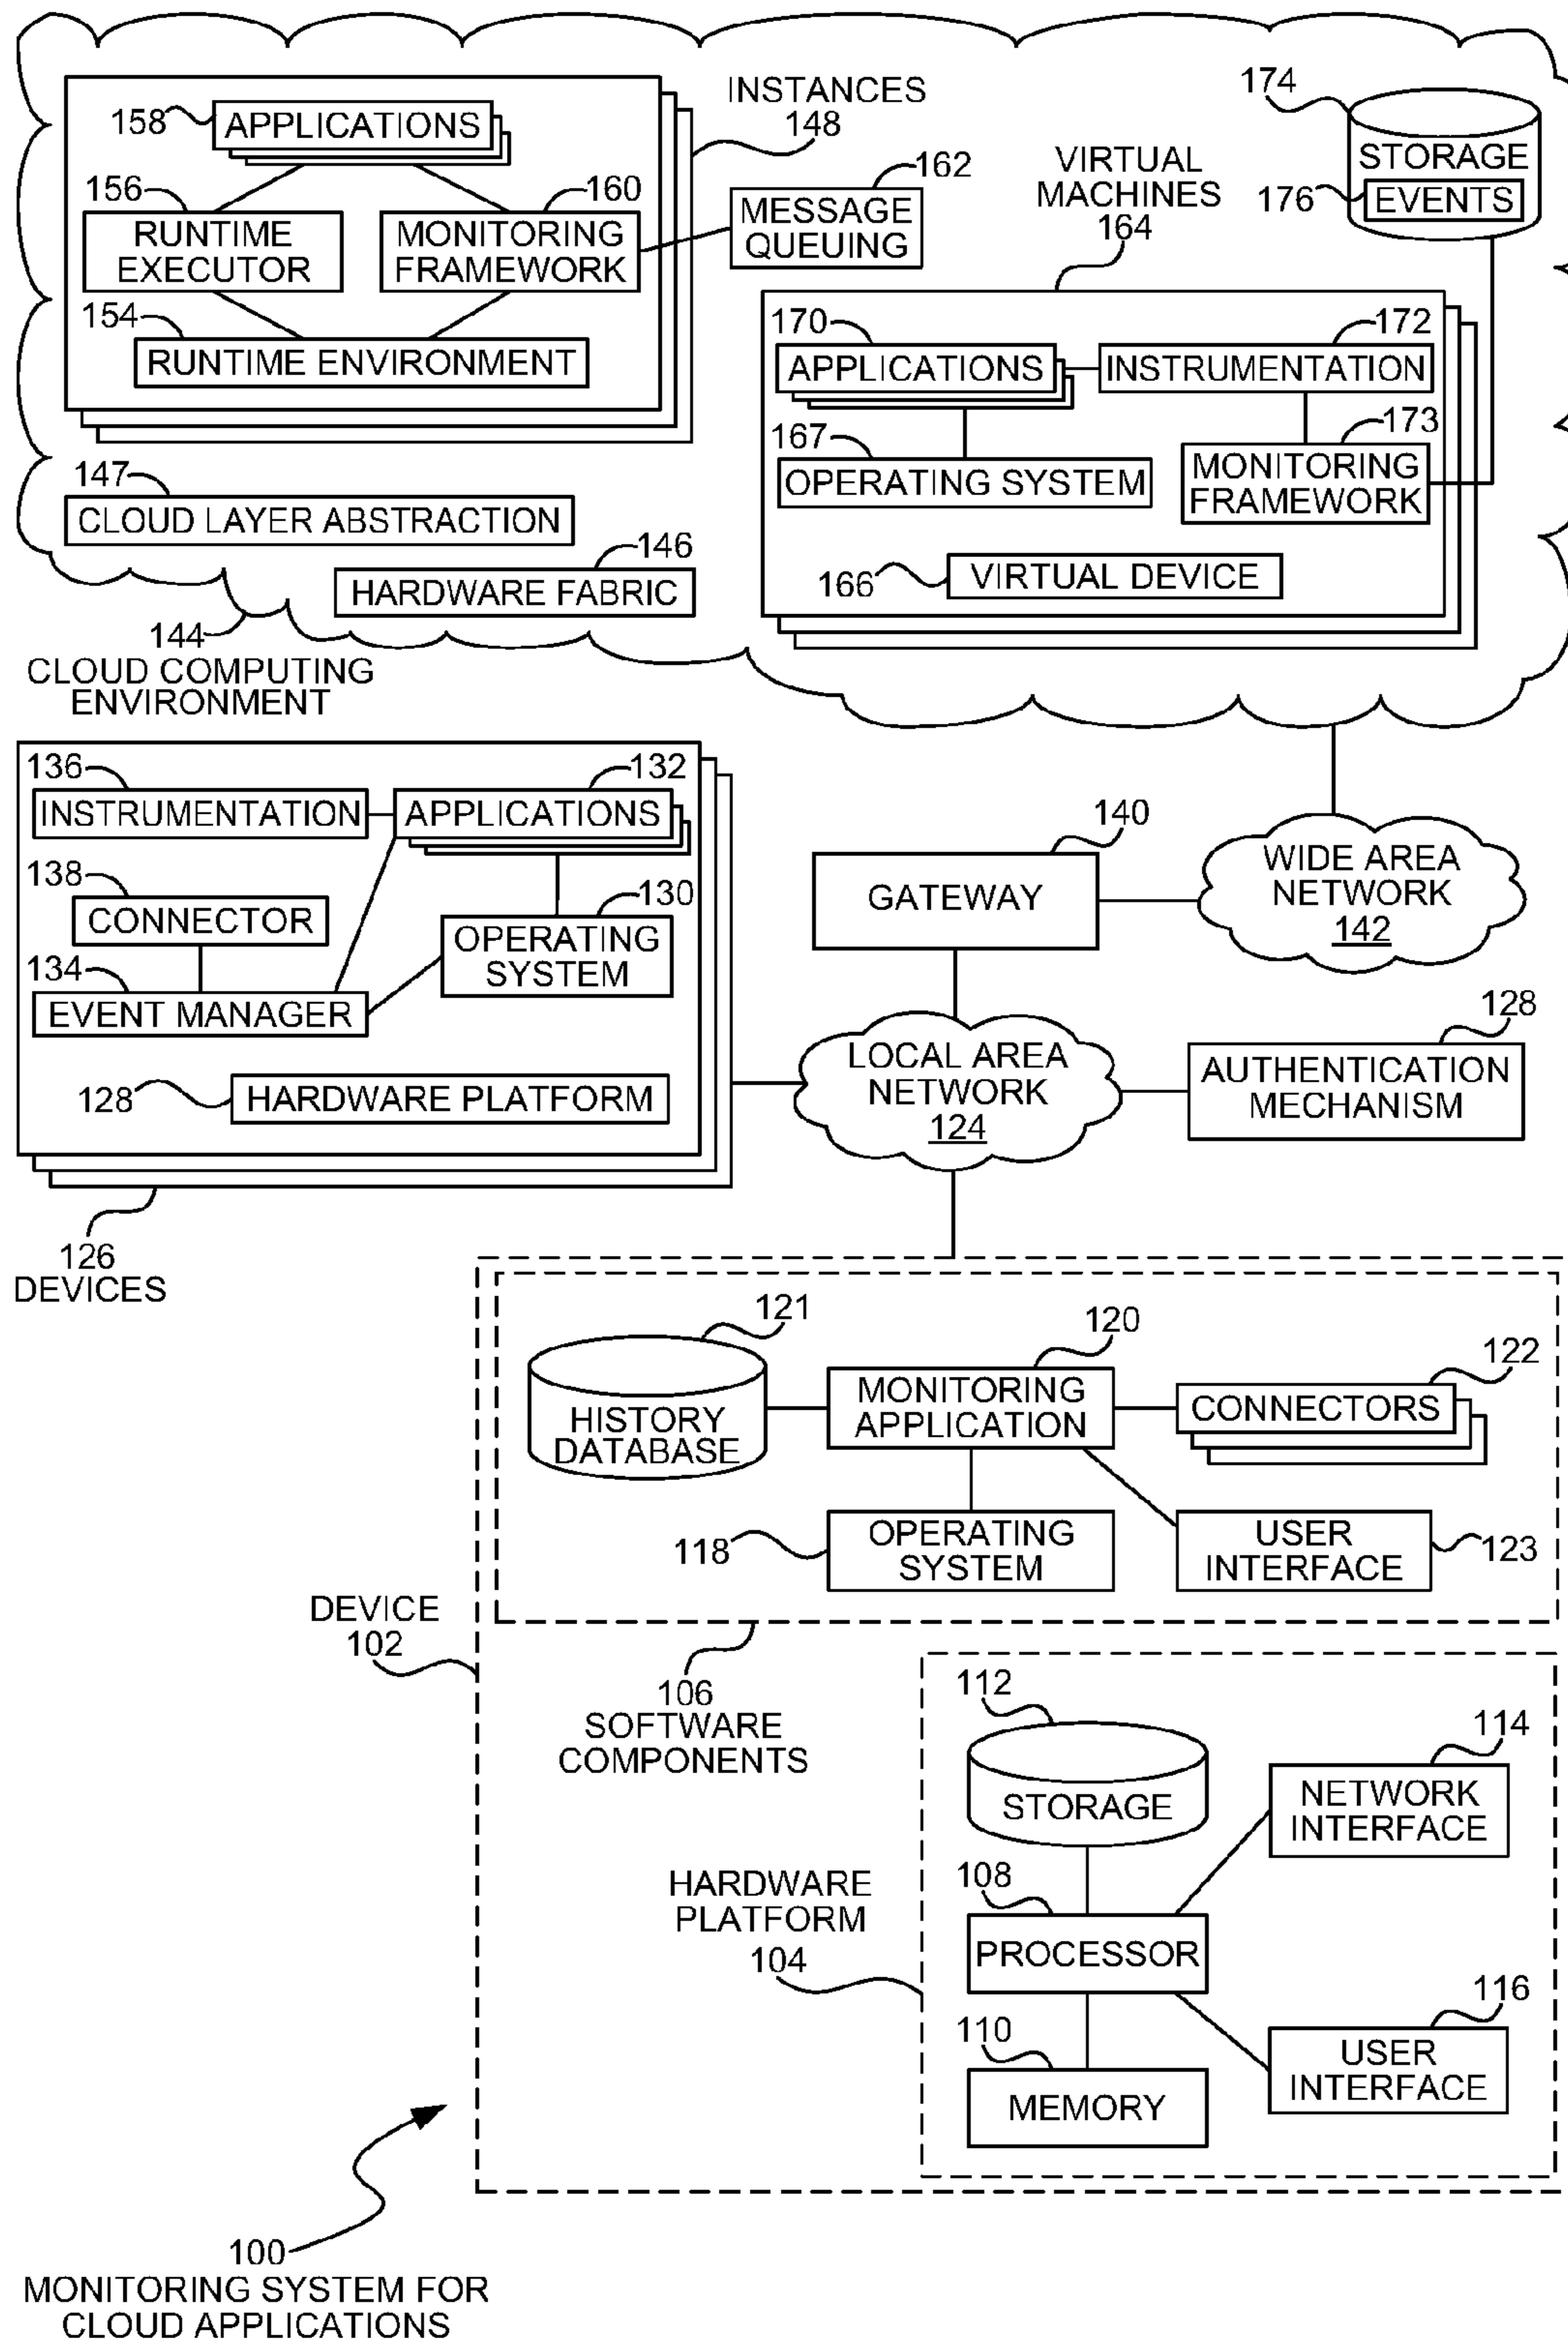 INSTANCES
148
174
158
APPLICATIONS
STORAGE
176
EVENTS
156
160
162
VIRTUAL
MACHINES
164
RUNTIME
EXECUTOR
MONITORING
FRAMEWORK
MESSAGE
QUEUING
154
RUNTIME ENVIRONMENT
170
172
APPLICATIONS
INSTRUMENTATION
167
173
OPERATING SYSTEM
MONITORING
FRAMEWORK
147
CLOUD LAYER ABSTRACTION
146
HARDWARE FABRIC
166
VIRTUAL DEVICE
144
CLOUD COMPUTING
ENVIRONMENT
136
132
INSTRUMENTATION
APPLICATIONS
138
130
CONNECTOR
OPERATING
SYSTEM
134
EVENT MANAGER
128
HARDWARE PLATFORM
126
DEVICES
140
GATEWAY
WIDE AREA
NETWORK
142
LOCAL AREA
NETWORK
124
128
AUTHENTICATION
MECHANISM
121
120
122
HISTORY
DATABASE
MONITORING
APPLICATION
CONNECTORS
118
OPERATING
SYSTEM
USER
INTERFACE
123
DEVICE
102
106
SOFTWARE
COMPONENTS
112
114
STORAGE
NETWORK
INTERFACE
HARDWARE
PLATFORM
104
108
PROCESSOR
110
116
MEMORY
USER
INTERFACE
100
MONITORING SYSTEM FOR
CLOUD APPLICATIONS